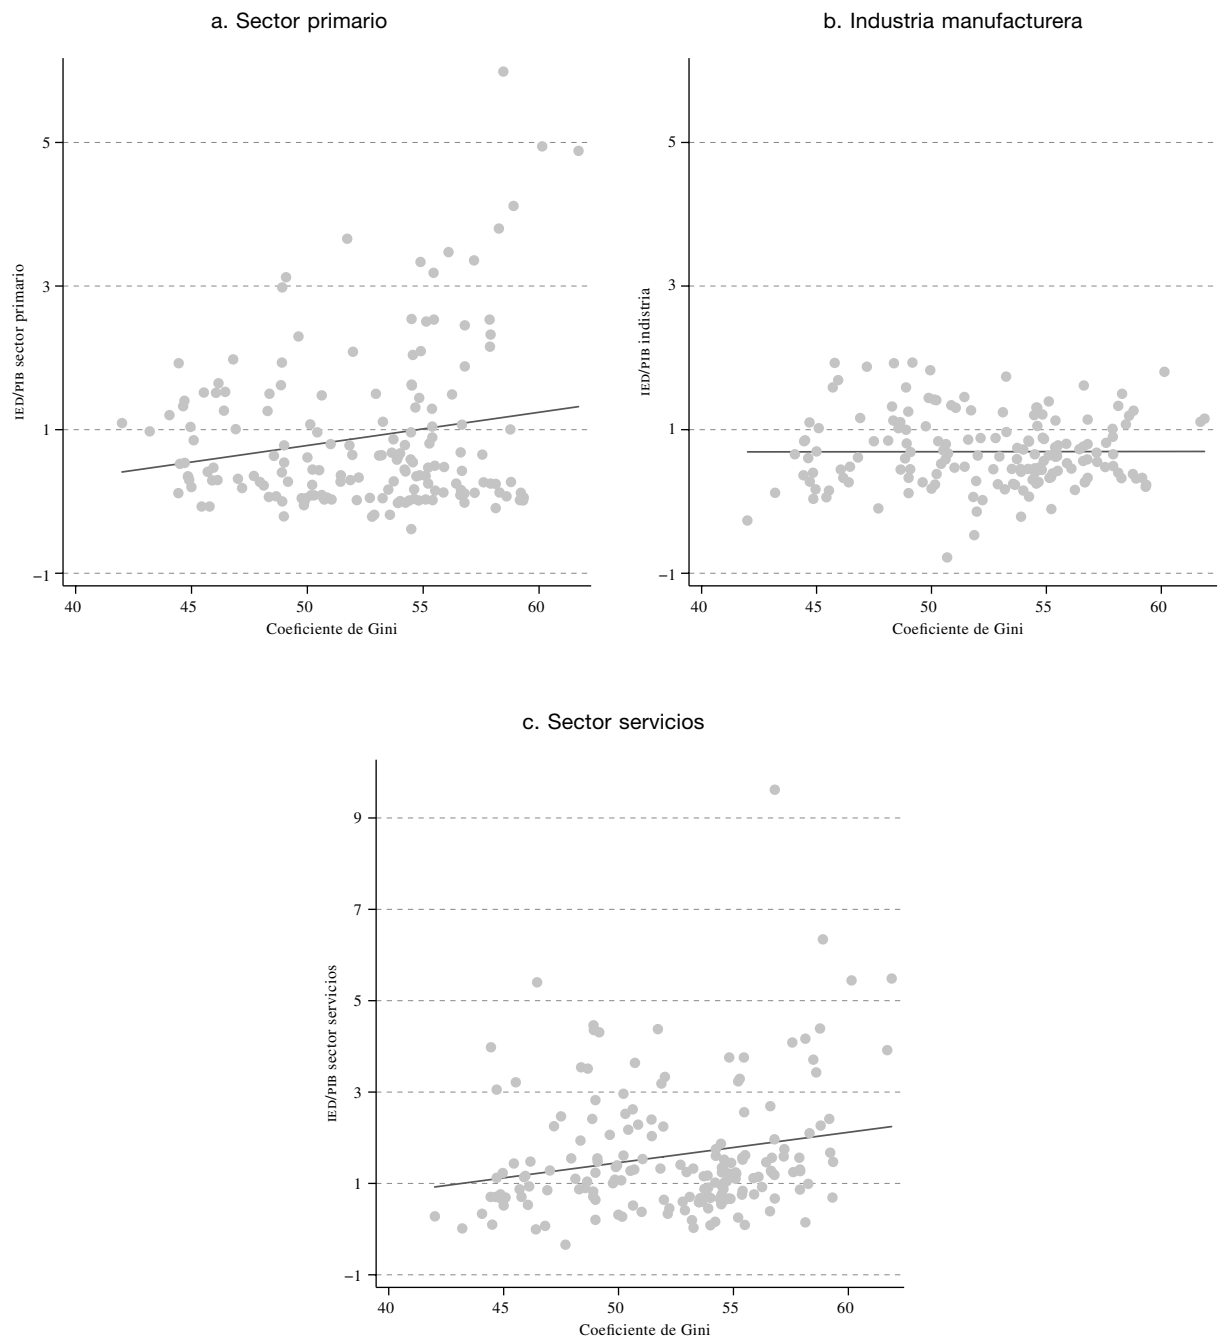 a. Sector primario
5
3
1
−1
IED/PIB sector primario
40 45 50 55 60
Coeficiente de Gini
b. Industria manufacturera
5
3
1
−1
IED/PIB indistria
40 45 50 55 60
Coeficiente de Gini
c. Sector servicios
9
7
5
3
1
−1
IED/PIB sector servicios
40 45 50 55 60
Coeficiente de Gini